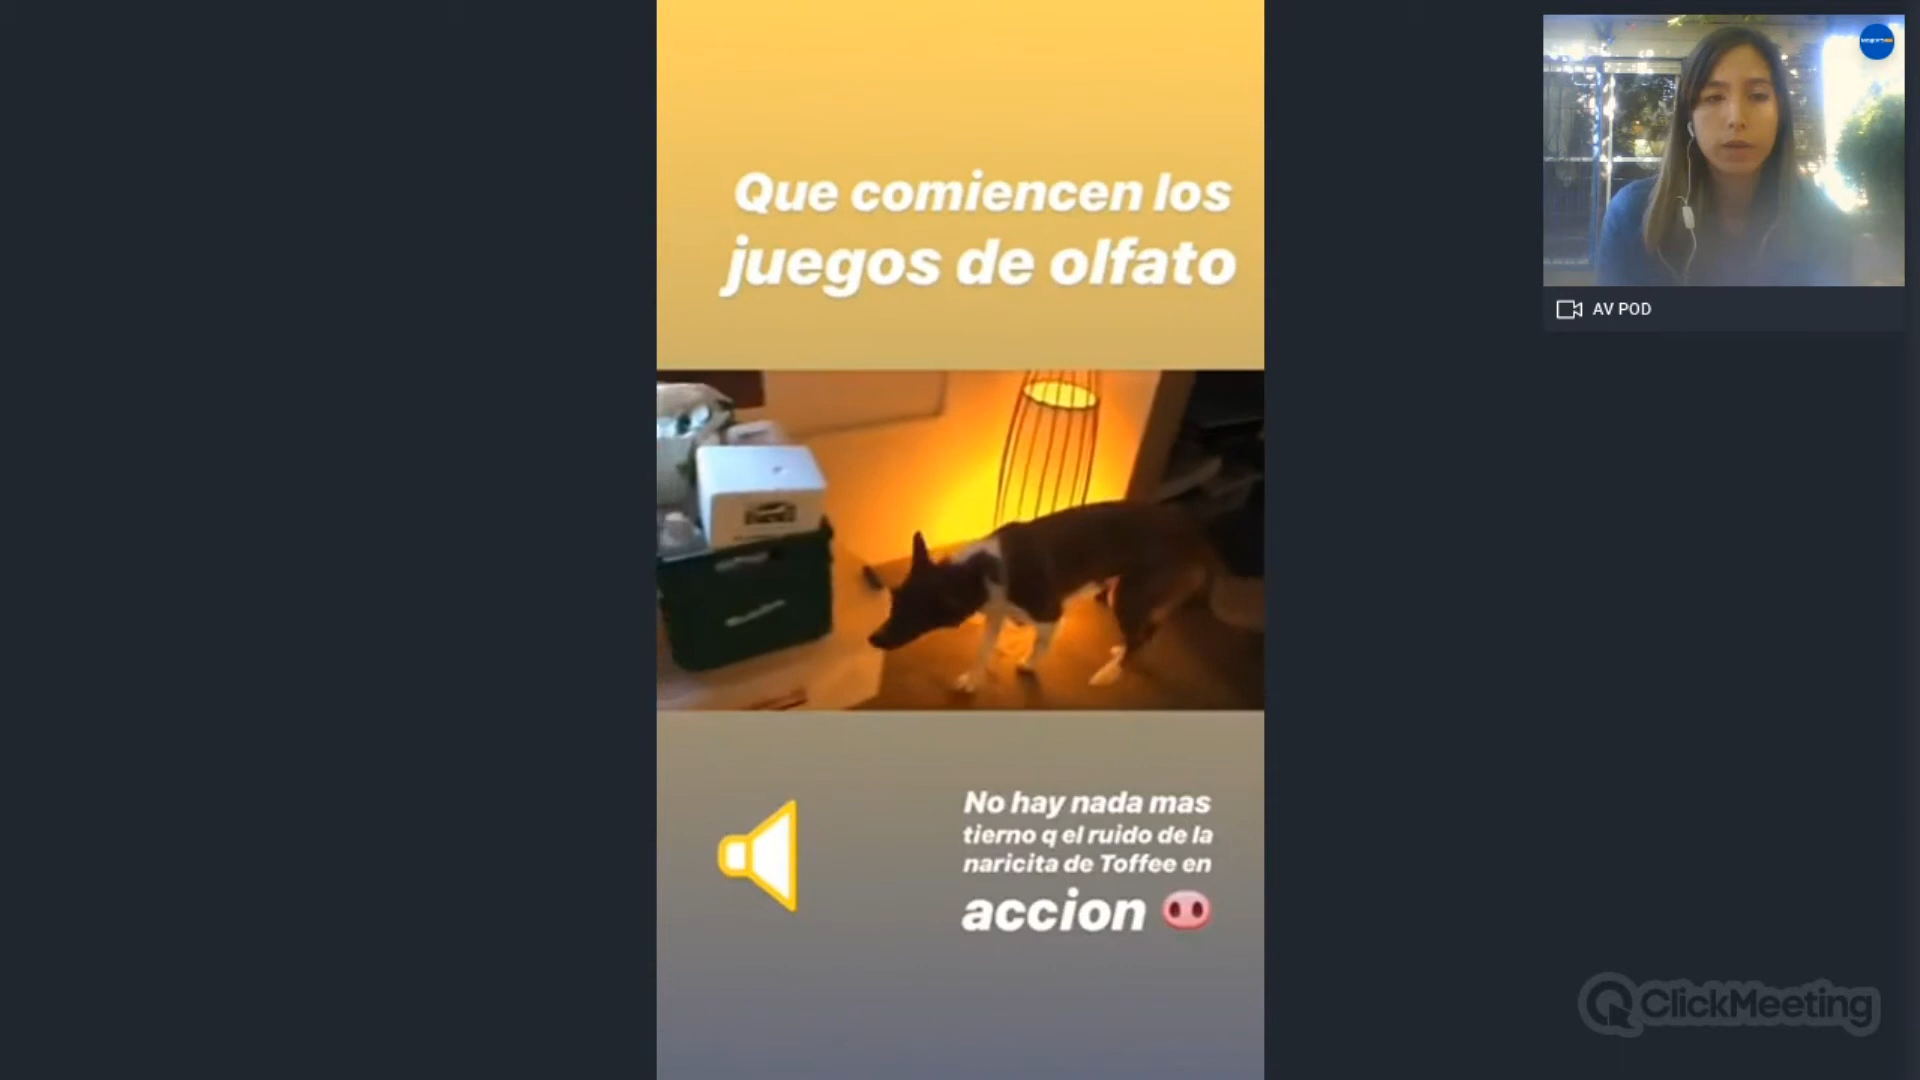 Que comiencen los
juegos de olfato
No hay nada mas
tierno q el ruido de la
naricita de Toffee en
accion
AV POD
ClickMeeting